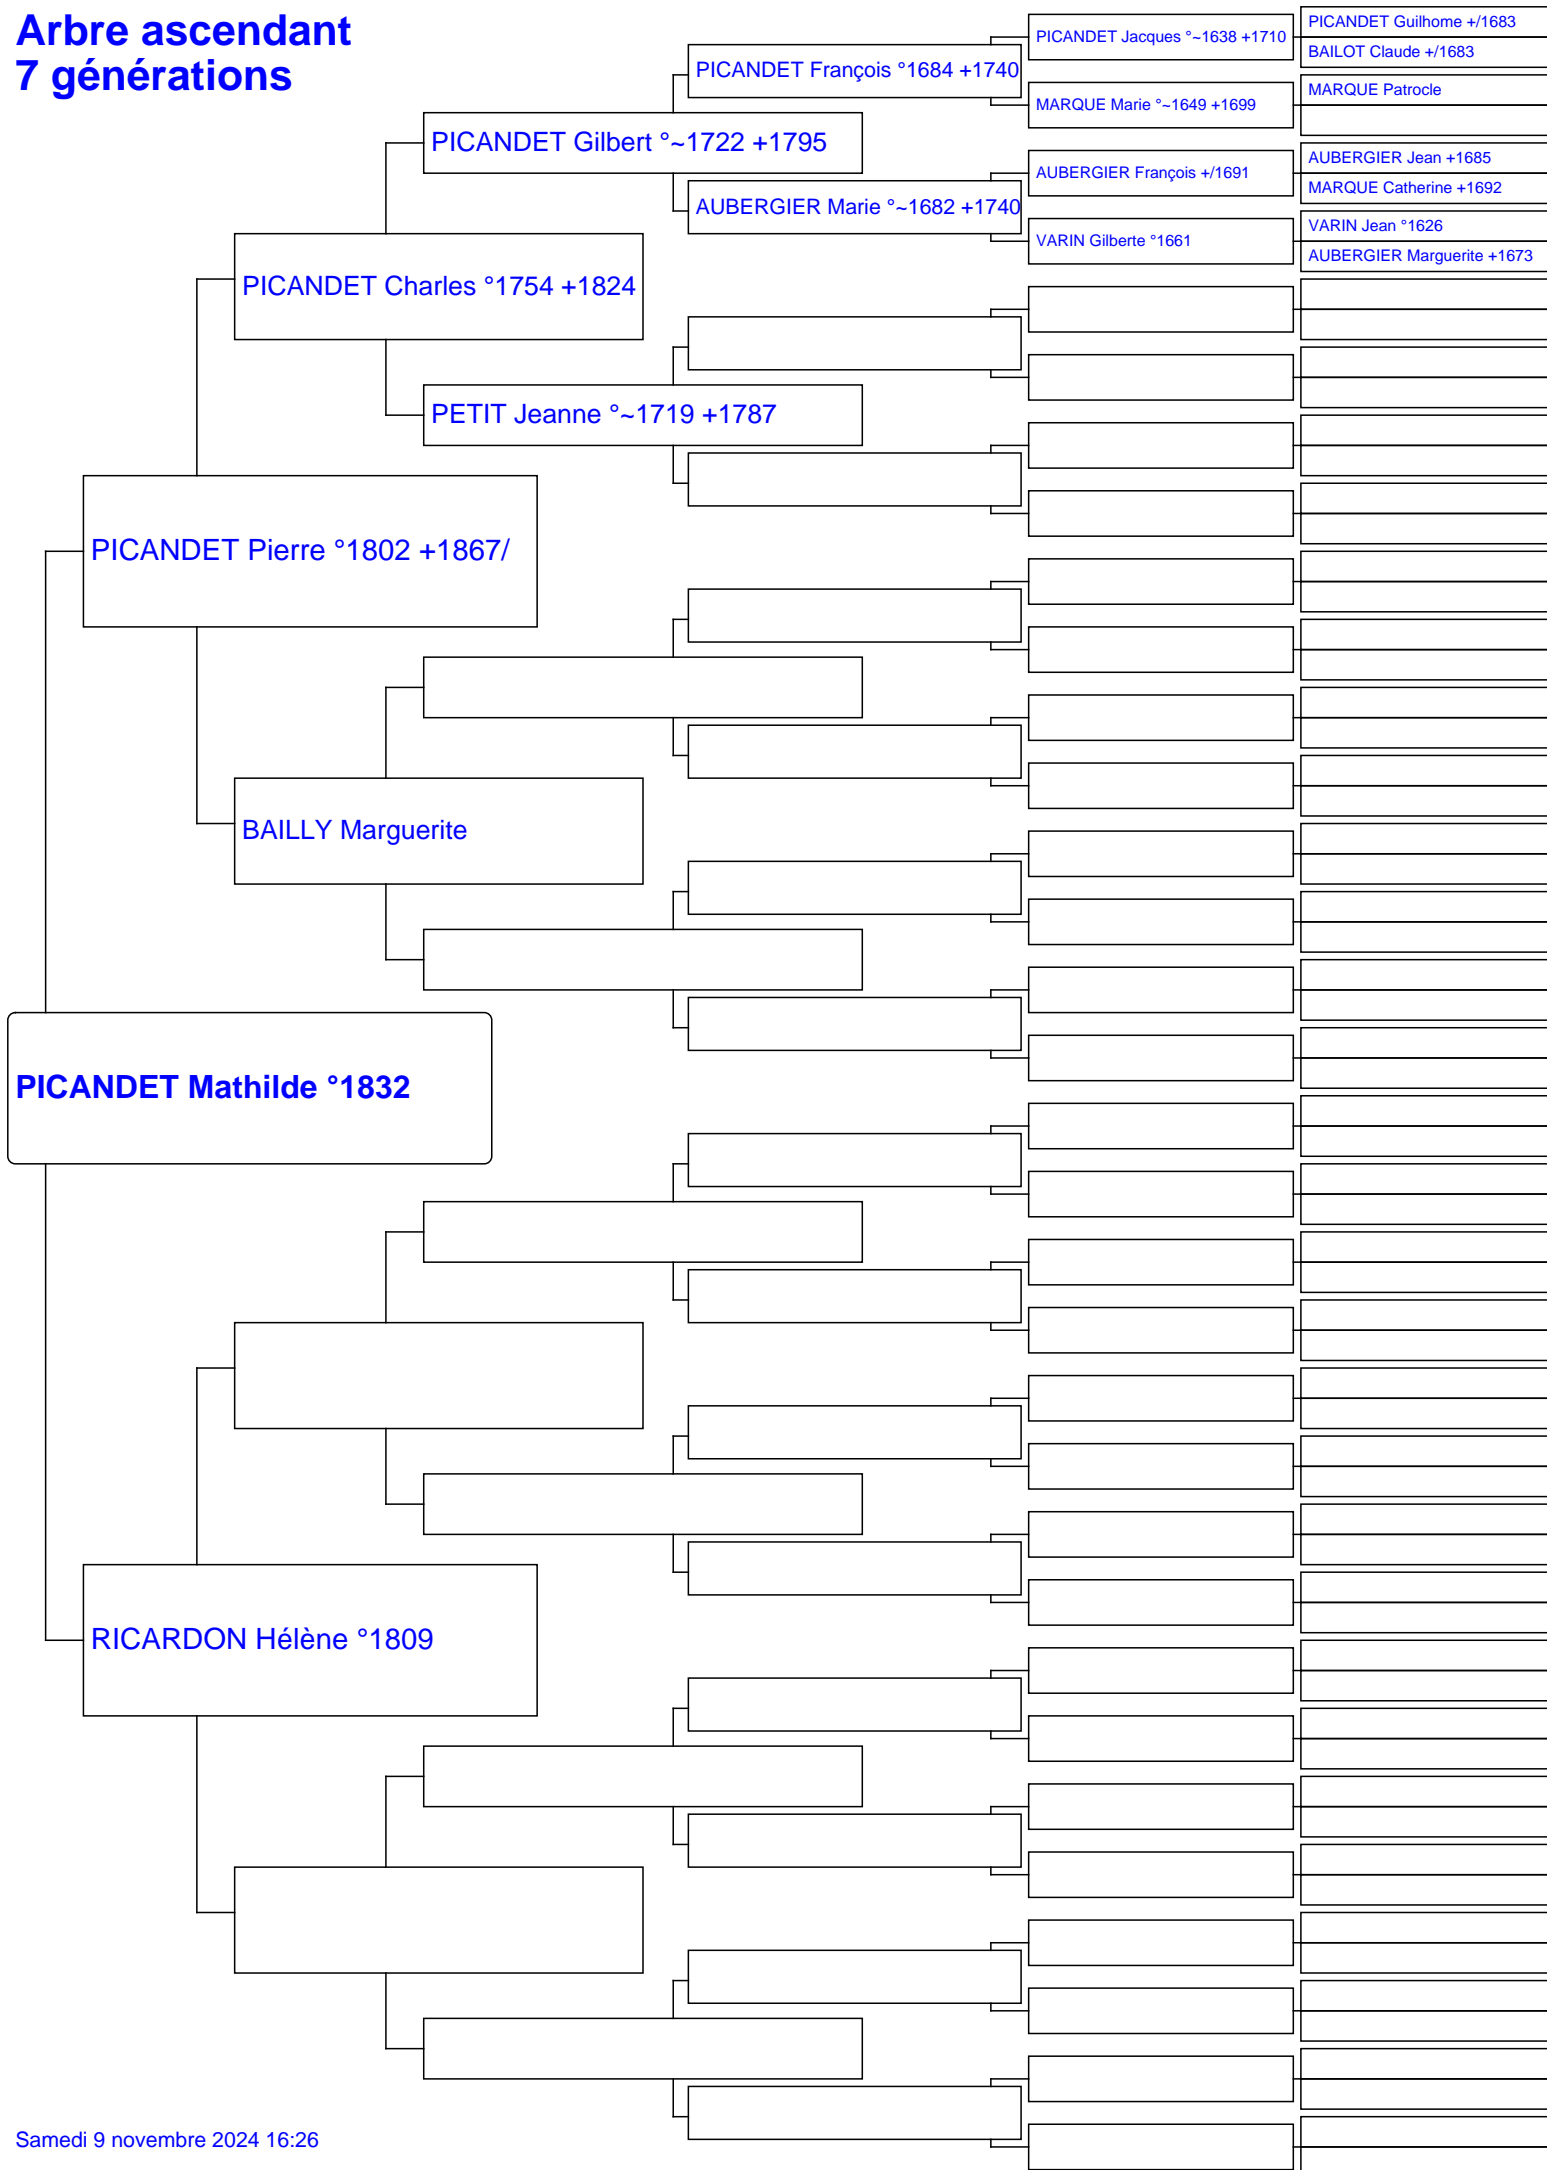 Arbre ascendant
7 générations
PICANDET Mathilde °1832
PICANDET Pierre °1802 +1867/
RICARDON Hélène °1809
PICANDET Charles °1754 +1824
BAILLY Marguerite
PICANDET Gilbert °~1722 +1795
PETIT Jeanne °~1719 +1787
PICANDET François °1684 +1740
AUBERGIER Marie °~1682 +1740
PICANDET Jacques °~1638 +1710
MARQUE Marie °~1649 +1699
AUBERGIER François +/1691
VARIN Gilberte °1661
PICANDET Guilhome +/1683
BAILOT Claude +/1683
MARQUE Patrocle
AUBERGIER Jean +1685
MARQUE Catherine +1692
VARIN Jean °1626
AUBERGIER Marguerite +1673
Samedi 9 novembre 2024 16:26